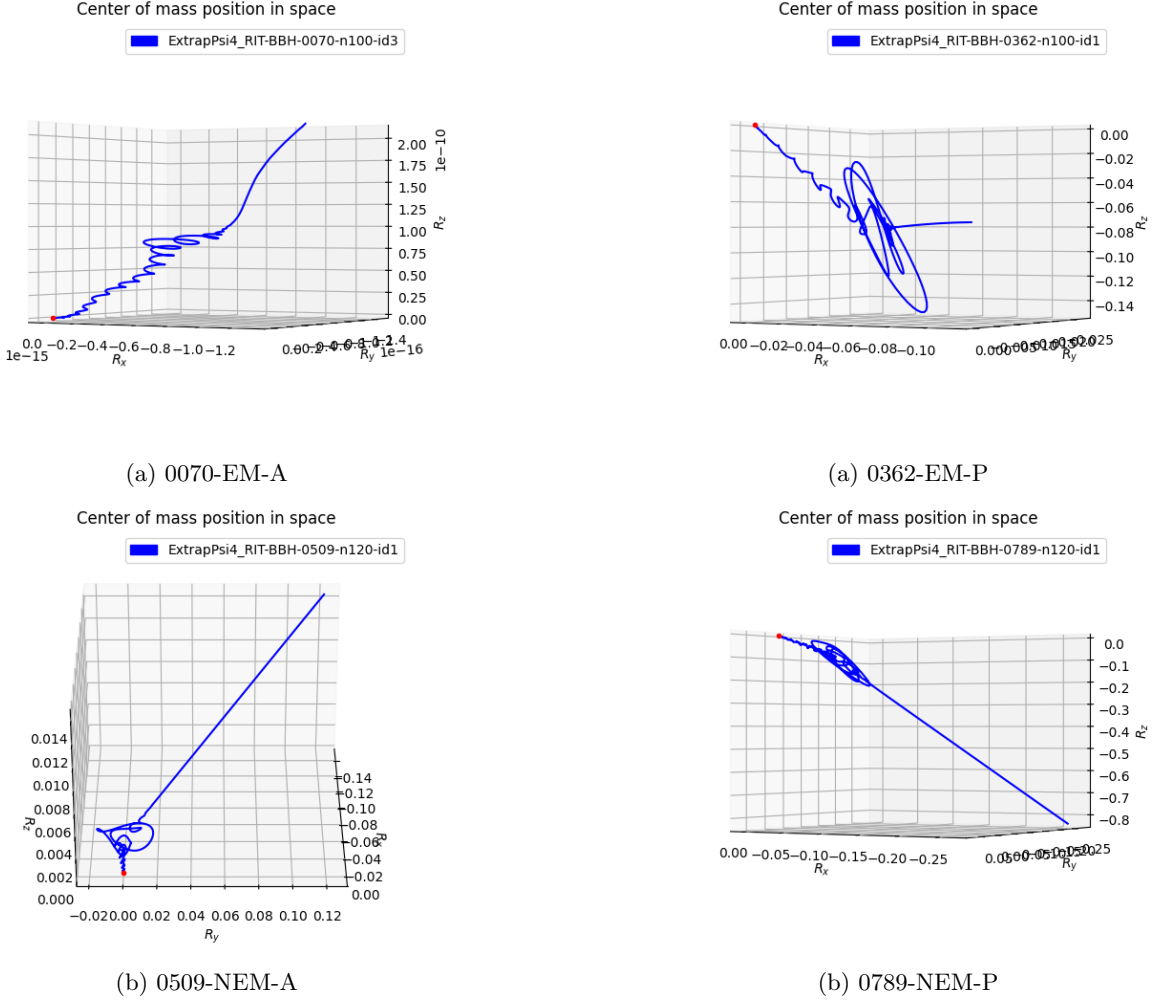 Center of mass position in space
ExtrapPsi4_RIT-BBH-0070-n100-id3
2.00
1.75
1.50
1.25
1.00
0.75
0.50
0.25
0.00
1e−10
R_z
0.0 −0.2−0.4−0.6−0.8−1.0−1.2
1e−15
R_x
R_y
1e−16
(a) 0070-EM-A
Center of mass position in space
ExtrapPsi4_RIT-BBH-0362-n100-id1
0.00
−0.02
−0.04
−0.06
−0.08
−0.10
−0.12
−0.14
R_z
0.00 −0.02−0.04−0.06−0.08−0.10
R_x
R_y
(a) 0362-EM-P
Center of mass position in space
ExtrapPsi4_RIT-BBH-0509-n120-id1
0.014
0.012
0.010
0.008
0.006
0.004
0.002
0.000
R_z
−0.14
−0.12
−0.10
−0.08
−0.06
−0.04
−0.02
0.00
−0.020.00 0.02 0.04 0.06 0.08 0.10 0.12
R_y
(b) 0509-NEM-A
Center of mass position in space
ExtrapPsi4_RIT-BBH-0789-n120-id1
0.0
−0.1
−0.2
−0.3
−0.4
−0.5
−0.6
−0.7
−0.8
R_z
0.00 −0.05−0.10−0.15−0.20−0.25
R_x
R_y
(b) 0789-NEM-P